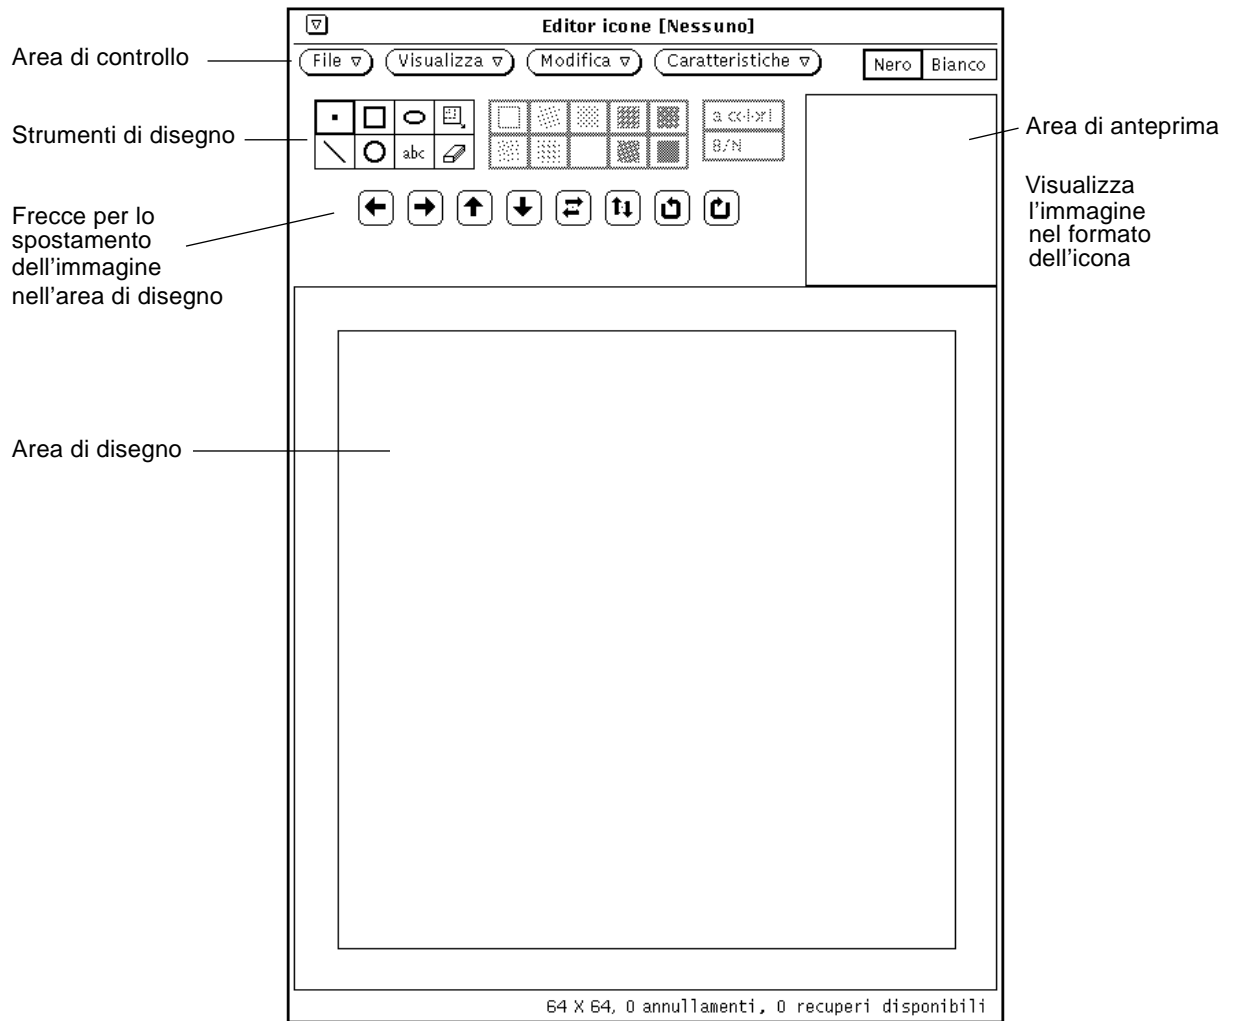 Editor icone [Nessuno]
Area di controllo
File Visualizza Modifica Caratteristiche Nero Bianco
Strumenti di disegno
abc
a colori
B/N
Area di anteprima
Visualizza
l'immagine
nel formato
dell'icona
Frecce per lo
spostamento
dell'immagine
nell'area di disegno
Area di disegno
64 X 64, 0 annullamenti, 0 recuperi disponibili